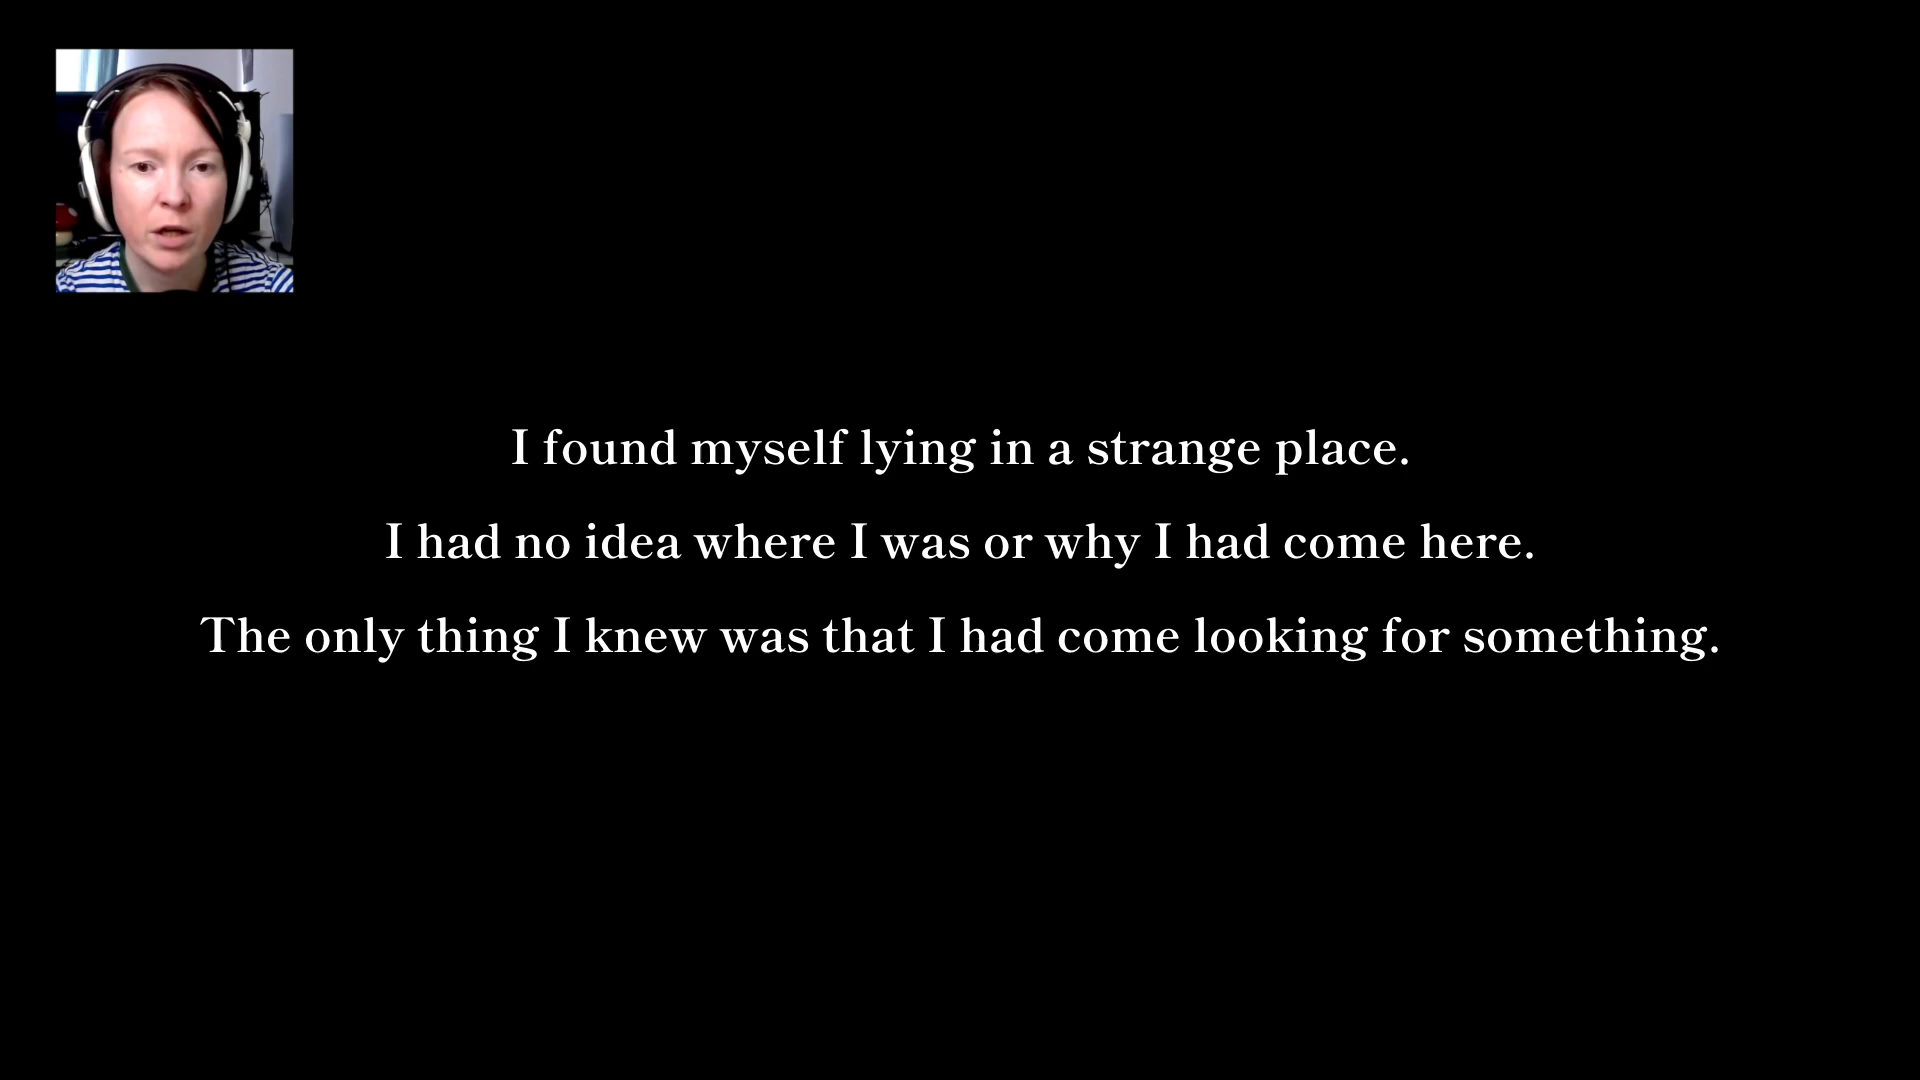 I found myself lying in a strange place.
I had no idea where I was or why I had come here.
The only thing I knew was that I had come looking for something.